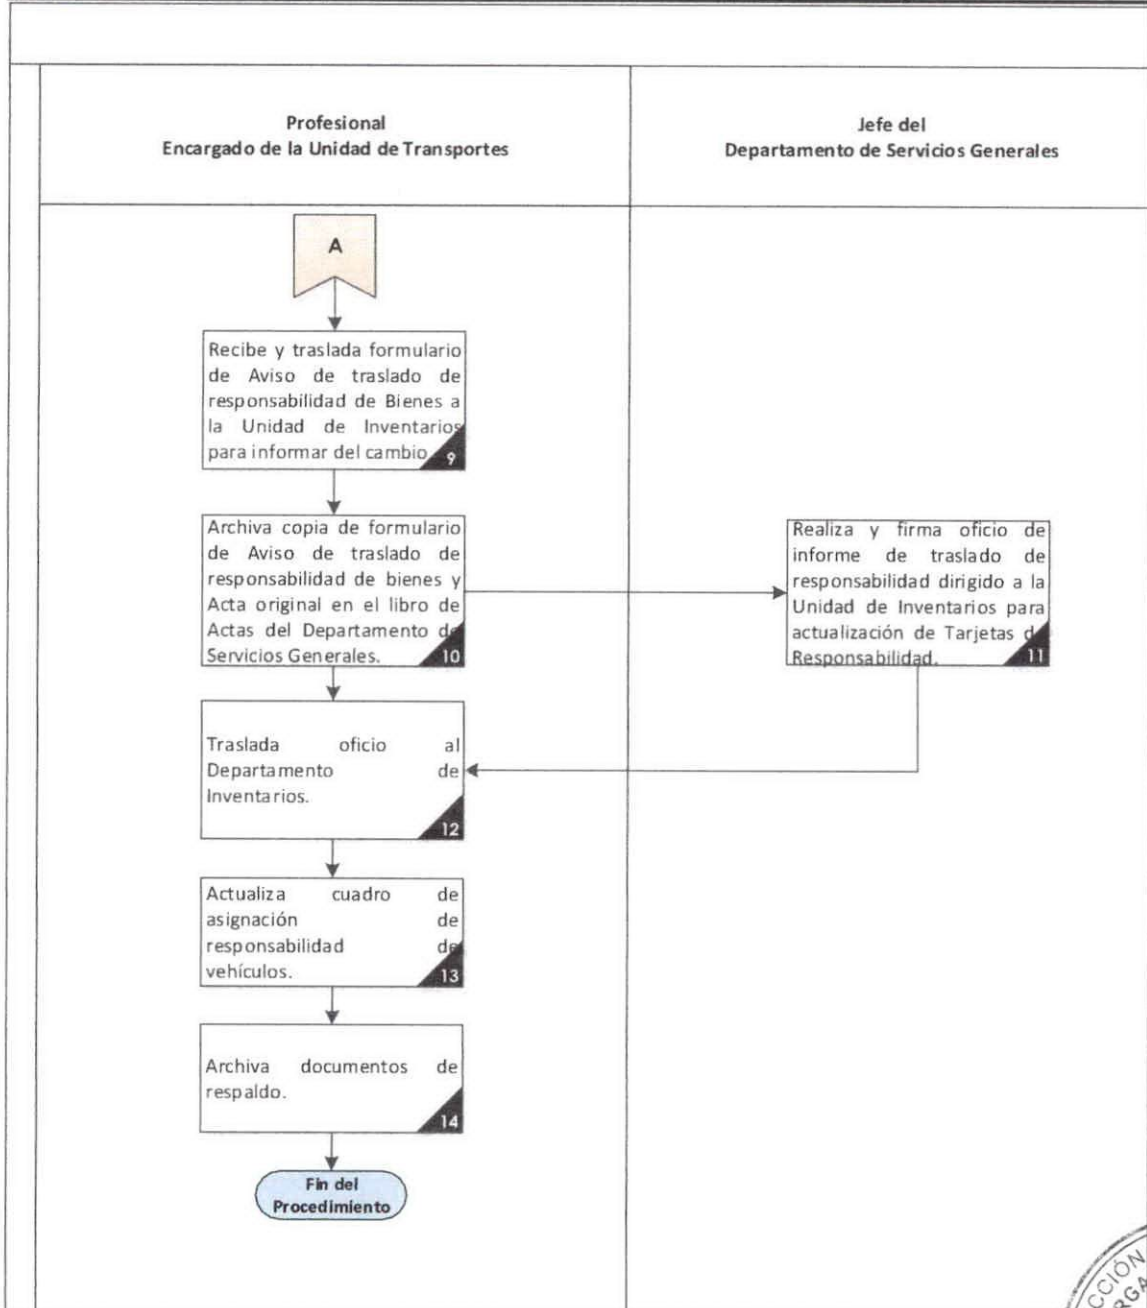 Profesional
Encargado de la Unidad de Transportes
Jefe del
Departamento de Servicios Generales
A
Recibe y traslada formulario
de Aviso de traslado de
responsabilidad de Bienes a
la Unidad de Inventarios
para informar del cambio
9
Archiva copia de formulario
de Aviso de traslado de
responsabilidad de bienes y
Acta original en el libro de
Actas del Departamento de
Servicios Generales.
10
Realiza y firma oficio de
informe de traslado de
responsabilidad dirigido a la
Unidad de Inventarios para
actualización de Tarjetas de
Responsabilidad.
11
Traslada oficio al
Departamento de
Inventarios.
12
Actualiza cuadro de
asignación de
responsabilidad de
vehículos.
13
Archiva documentos de
respaldo.
14
Fin del
Procedimiento